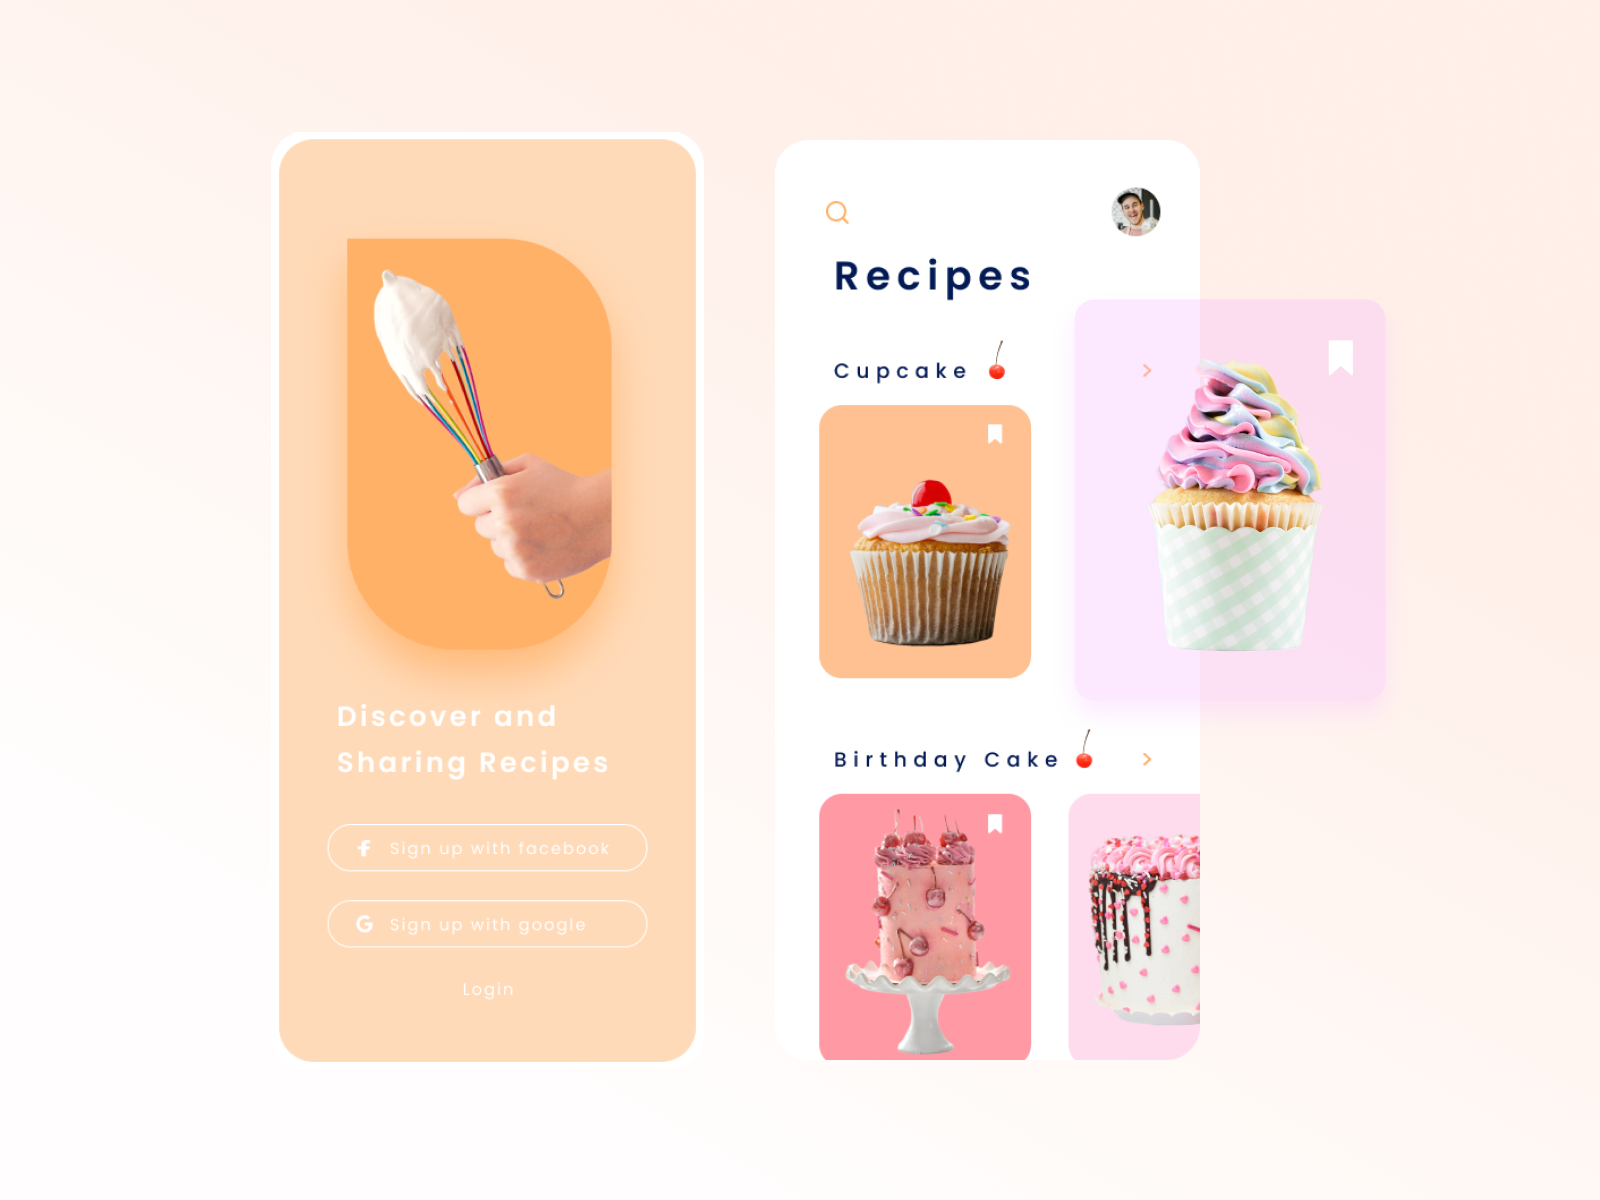 Discover and
Sharing Recipes
Sign up with facebook
Sign up with google
Login
Recipes
Cupcake
Birthday Cake